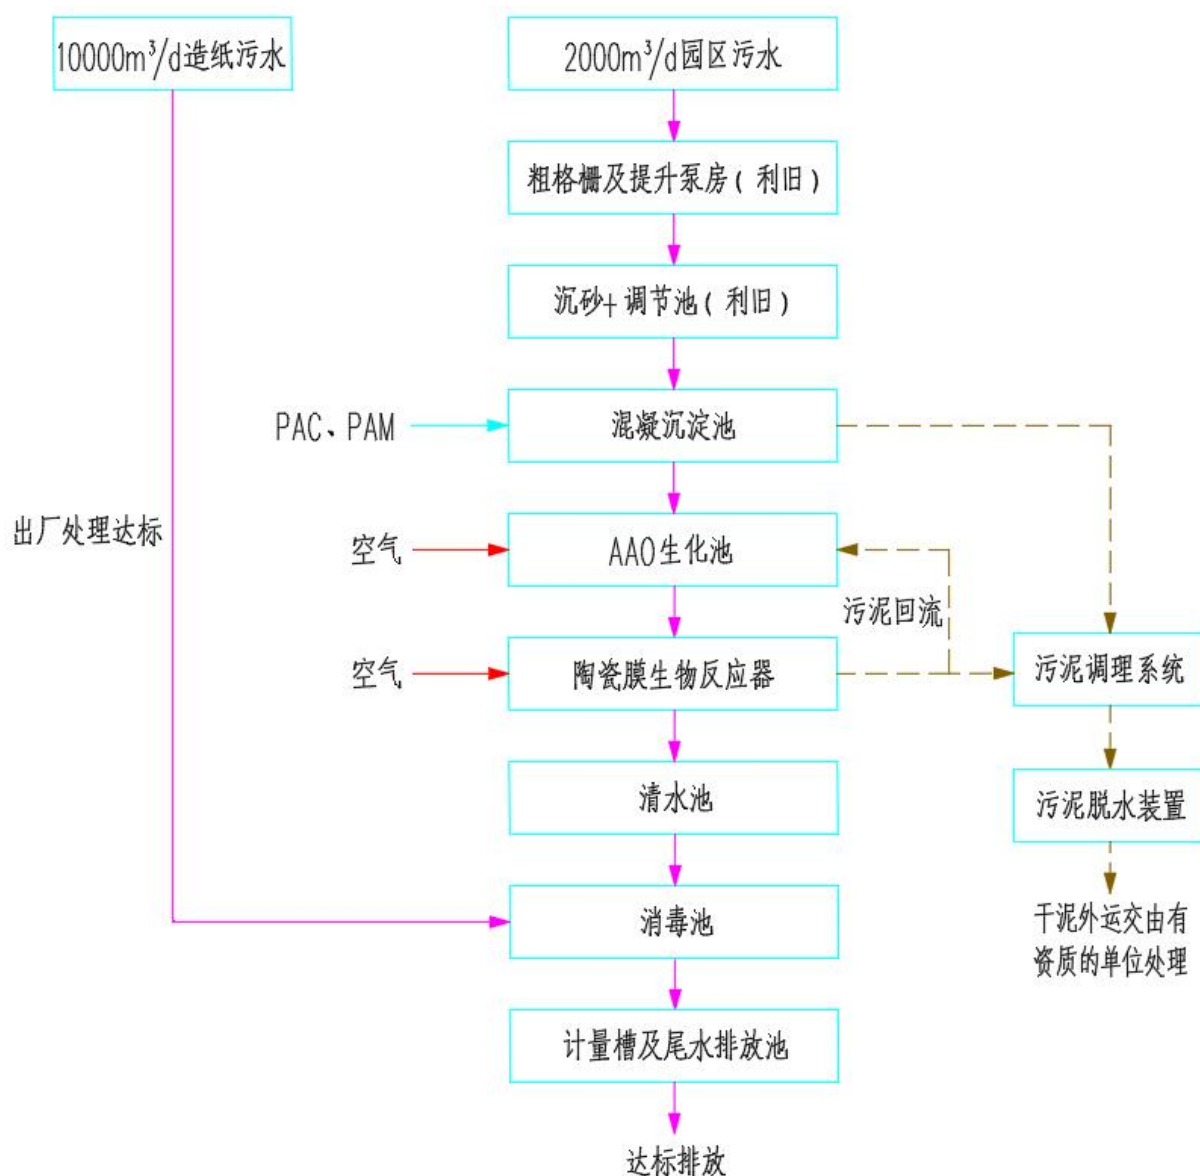 10000m³/d造纸污水
2000m³/d园区污水
粗格栅及提升泵房(利旧)
沉砂+调节池(利旧)
PAC、PAM
混凝沉淀池
出厂处理达标
空气
AAO生化池
污泥回流
空气
陶瓷膜生物反应器
污泥调理系统
清水池
污泥脱水装置
消毒池
干泥外运交由有
资质的单位处理
计量槽及尾水排放池
达标排放